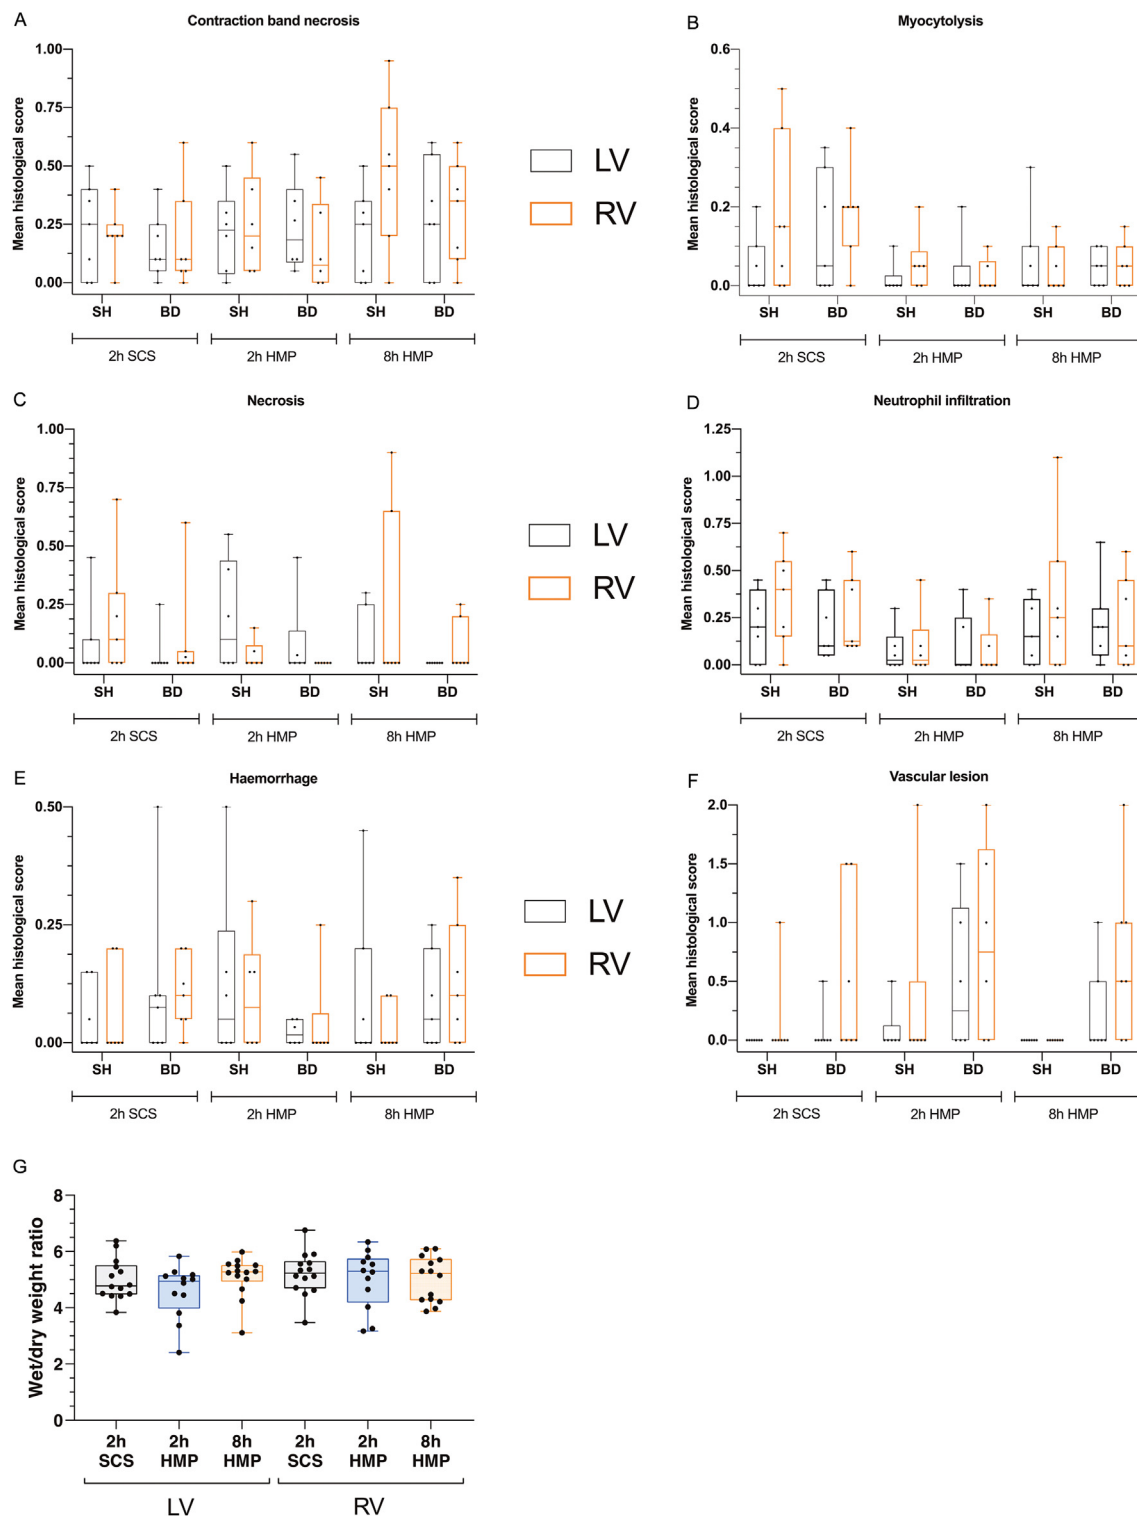 A
Contraction band necrosis
Mean histological score
1.00
0.75
0.50
0.25
0.00
SH BD SH BD SH BD
2h SCS 2h HMP 8h HMP
LV
RV
B
Myocytolysis
Mean histological score
0.6
0.4
0.2
0.0
SH BD SH BD SH BD
2h SCS 2h HMP 8h HMP
C
Necrosis
Mean histological score
1.00
0.75
0.50
0.25
0.00
SH BD SH BD SH BD
2h SCS 2h HMP 8h HMP
LV
RV
D
Neutrophil infiltration
Mean histological score
1.25
1.00
0.75
0.50
0.25
0.00
SH BD SH BD SH BD
2h SCS 2h HMP 8h HMP
E
Haemorrhage
Mean histological score
0.50
0.25
0.00
SH BD SH BD SH BD
2h SCS 2h HMP 8h HMP
LV
RV
F
Vascular lesion
Mean histological score
2.0
1.5
1.0
0.5
0.0
SH BD SH BD SH BD
2h SCS 2h HMP 8h HMP
G
Wet/dry weight ratio
8
6
4
2
0
2h 2h 8h 2h 2h 8h
SCS HMP HMP SCS HMP HMP
LV RV